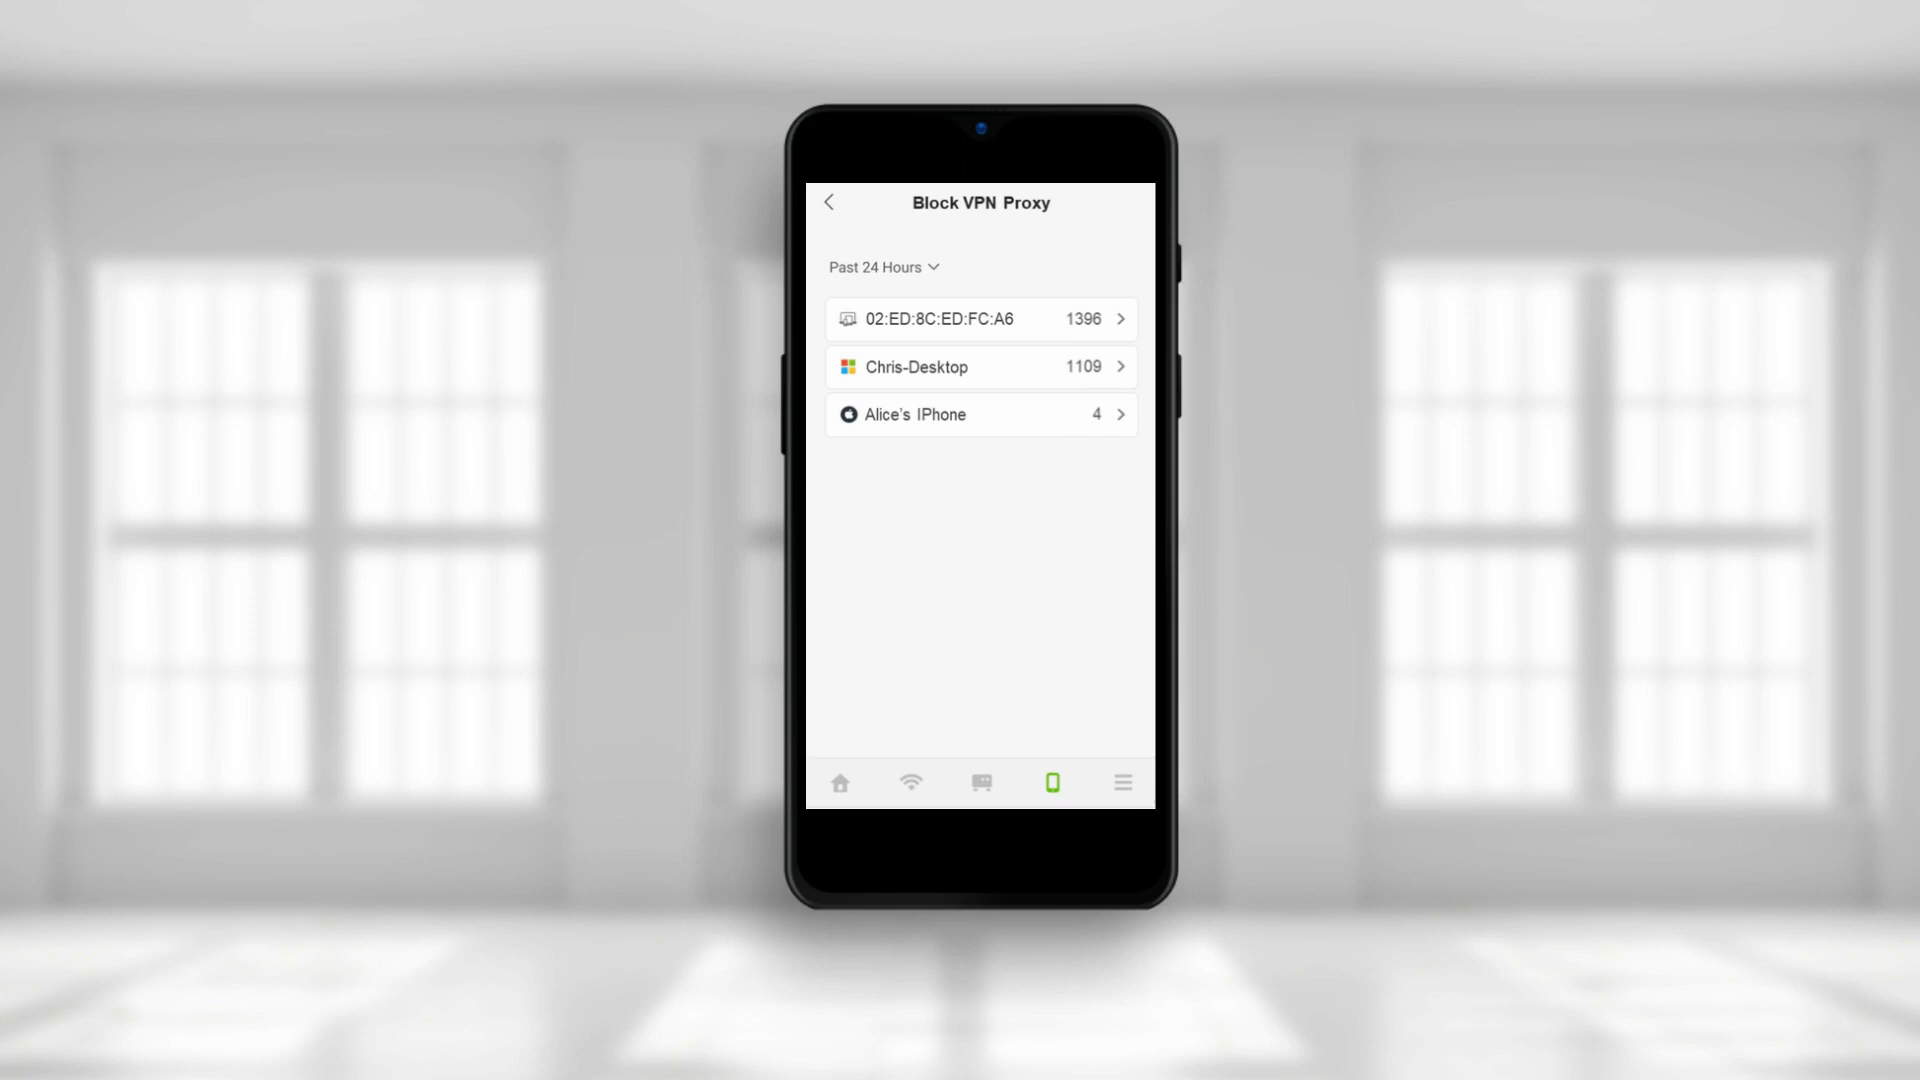 Block VPN Proxy
Past 24 Hours
02:ED:8C:ED:FC:A6 1396
Chris-Desktop 1109
Alice's IPhone 4